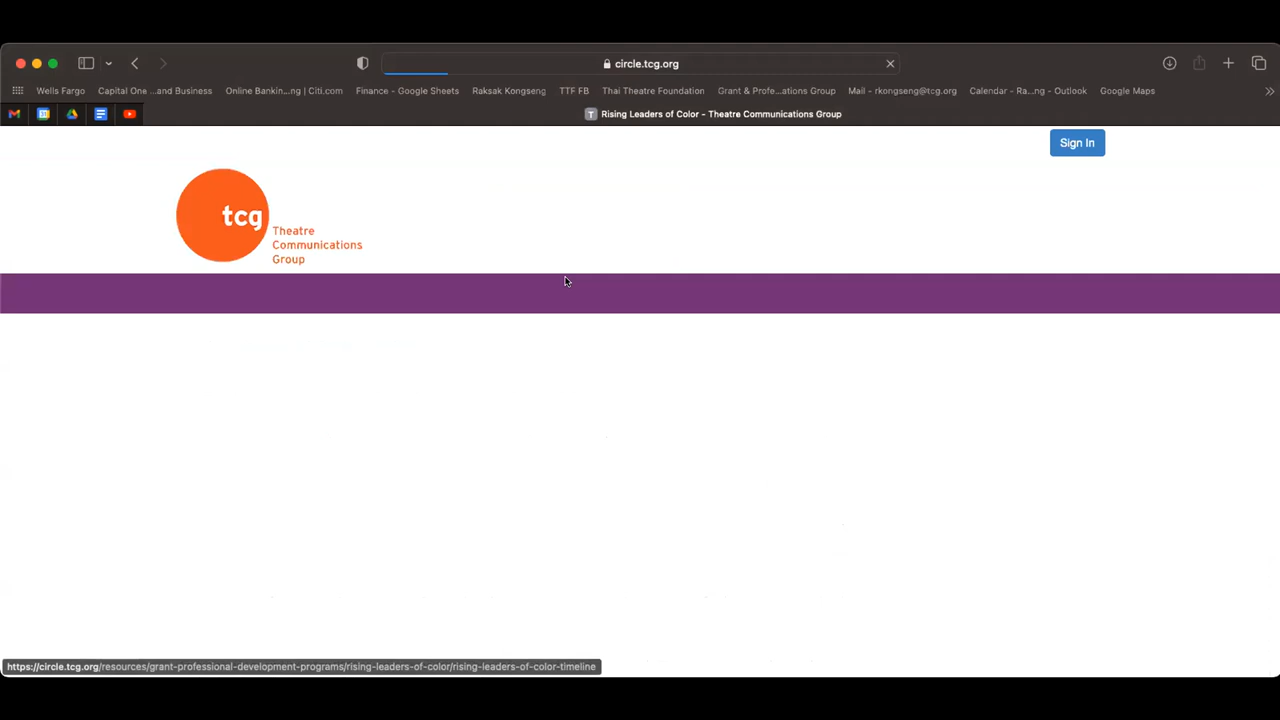 circle.tcg.org
Wells Fargo Capital One ...and Business Online Bankin...ng | Citi.com Finance - Google Sheets Raksak Kongseng TTF FB Thai Theatre Foundation Grant & Profe...ations Group Mail - rkongseng@tcg.org Calendar - Ra...ng - Outlook Google Maps
T Rising Leaders of Color - Theatre Communications Group
Sign In
tcg
Theatre
Communications
Group
https://circle.tcg.org/resources/grant-professional-development-programs/rising-leaders-of-color/rising-leaders-of-color-timeline